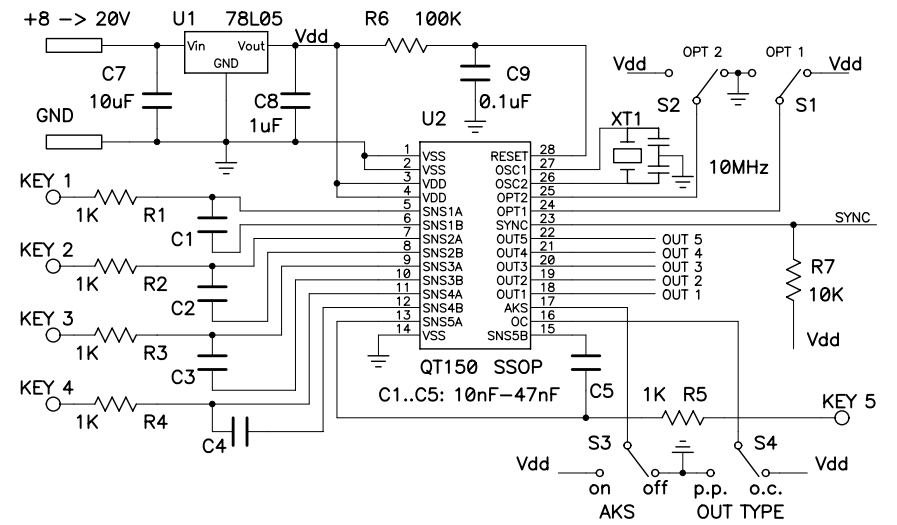 +8 -> 20V
U1
78L05
Vin
Vout
GND
Vdd
R6
100K
C7
10uF
C8
1uF
C9
0.1uF
GND
U2
OPT 2
OPT 1
Vdd
Vdd
S2
S1
XT1
10MHz
1
VSS
2
VSS
3
VDD
4
VDD
5
SNS1A
6
SNS1B
7
SNS2A
8
SNS2B
9
SNS3A
10
SNS3B
11
SNS4A
12
SNS4B
13
SNS5A
14
VSS
RESET
28
OSC1
27
OSC2
26
OPT2
25
OPT1
24
SYNC
23
OUT5
22
OUT4
21
OUT3
20
OUT2
19
OUT1
18
AKS
17
OC
16
SNS5B
15
QT150 SSOP
C1..C5: 10nF-47nF
KEY 1
1K
R1
C1
KEY 2
1K
R2
C2
KEY 3
1K
R3
C3
KEY 4
1K
R4
C4
SYNC
OUT 5
OUT 4
OUT 3
OUT 2
OUT 1
R7
10K
Vdd
C5
1K
R5
KEY 5
S3
S4
Vdd
Vdd
on
off
p.p.
o.c.
AKS
OUT TYPE